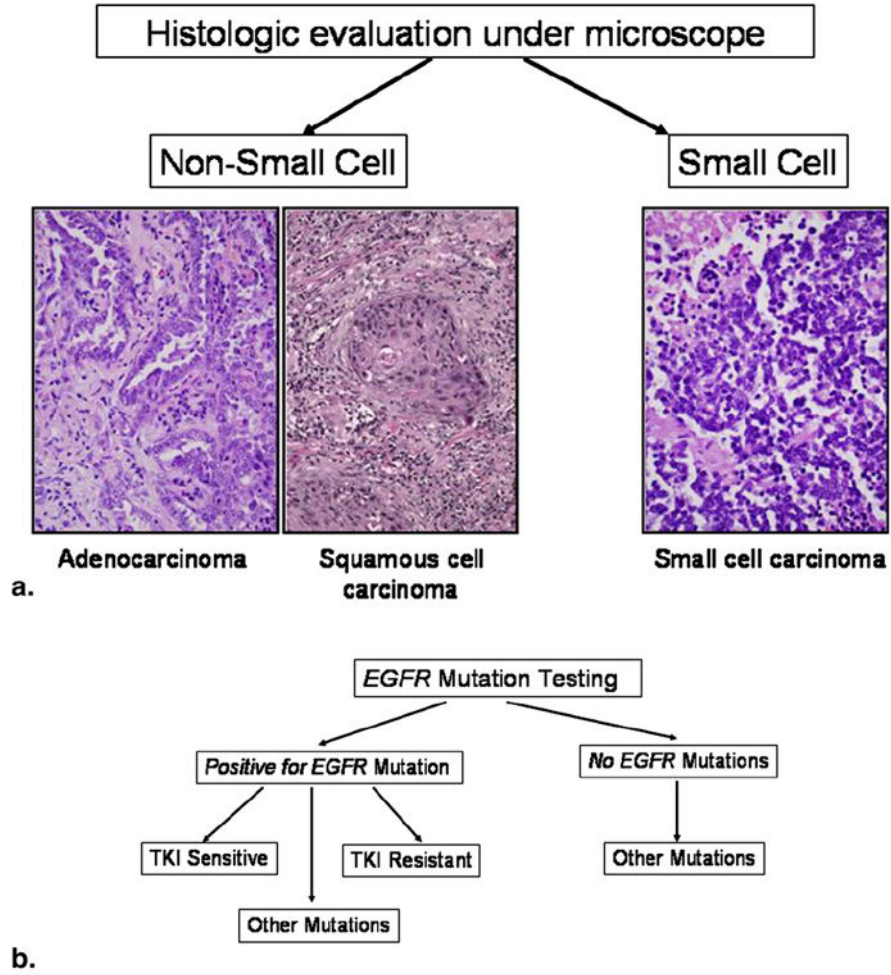 Histologic evaluation under microscope
Non-Small Cell
Small Cell
Adenocarcinoma
Squamous cell
carcinoma
Small cell carcinoma
a.
EGFR Mutation Testing
Positive for EGFR Mutation
No EGFR Mutations
TKI Sensitive
TKI Resistant
Other Mutations
Other Mutations
b.